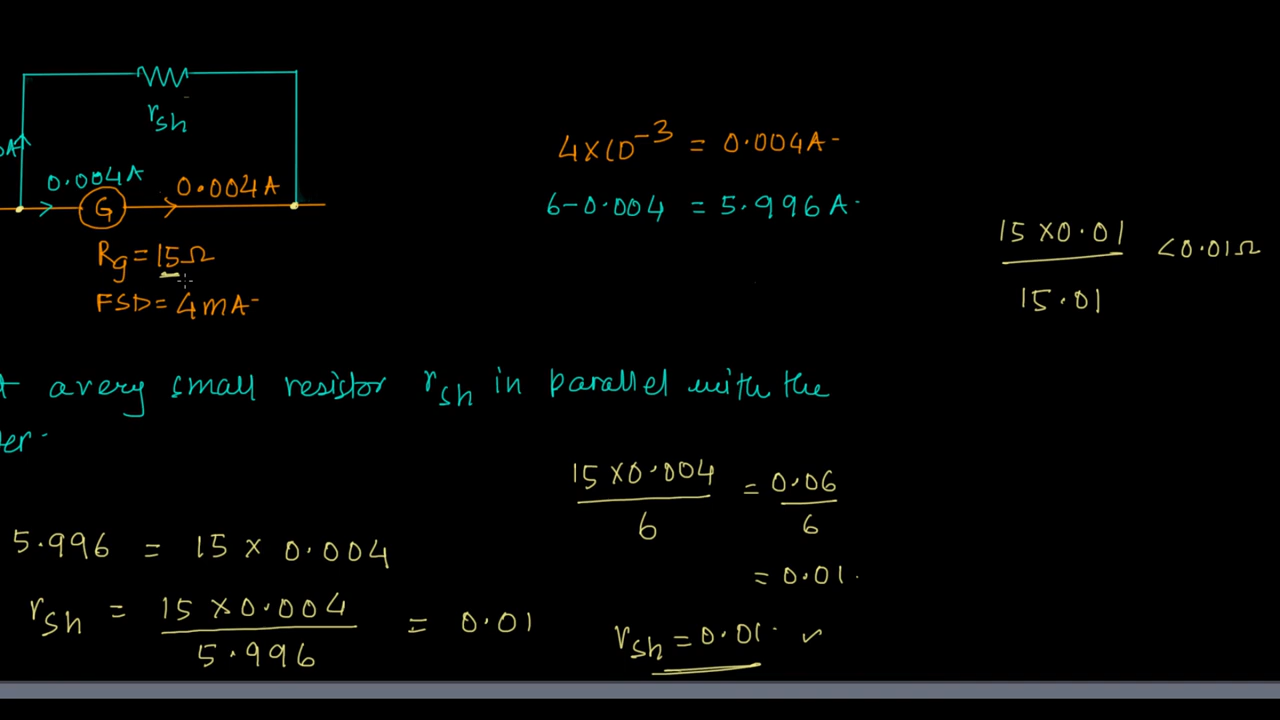 r_sh
A
0.004A
0.004A
G
R_g = 15Ω
FSD = 4mA
4×10^-3 = 0.004A
6-0.004 = 5.996A
15×0.01 / 15.01 <0.01Ω
a very small resistor r_sh in parallel with the
er.
15×0.004 / 6 = 0.06 / 6
= 0.01.
5.996 = 15 × 0.004
r_sh = 15×0.004 / 5.996 = 0.01
r_sh = 0.01. ✓